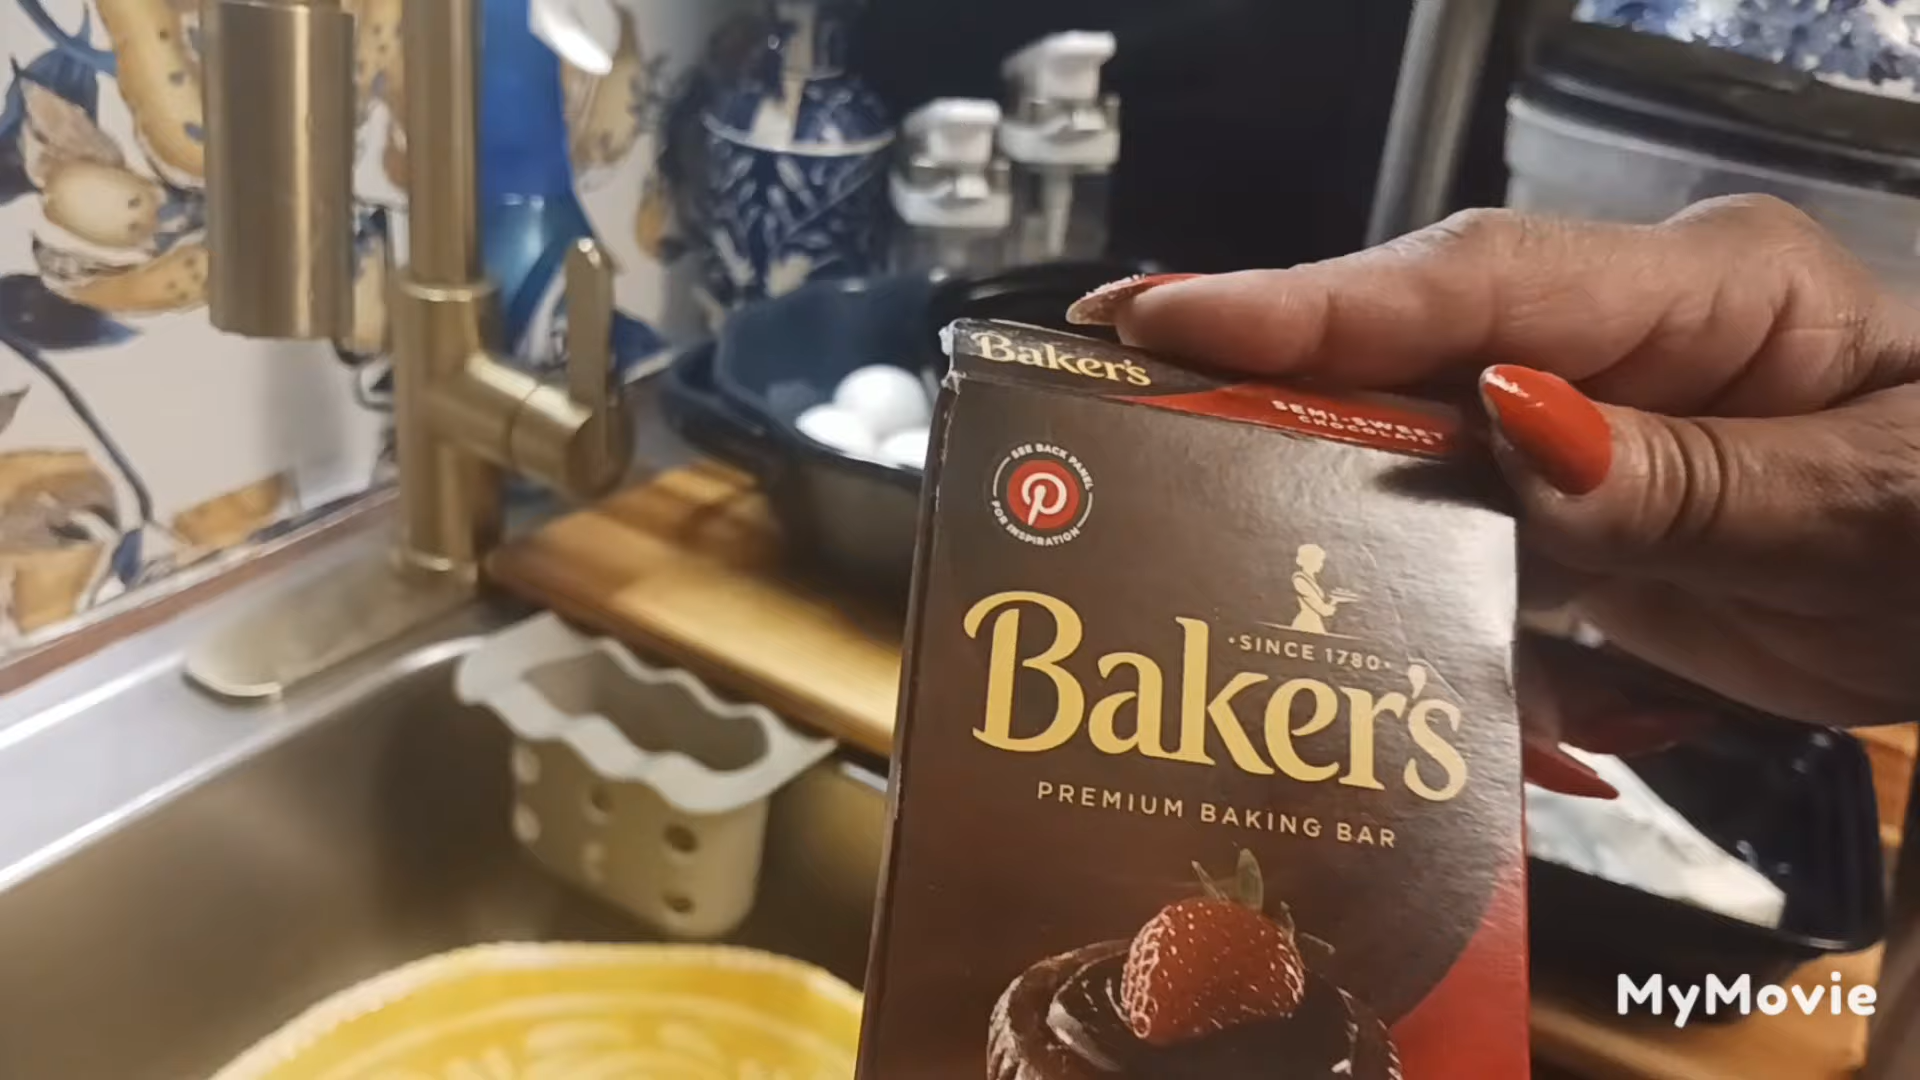 Baker's
SEMI-SWEET
CHOCOLATE
SEE BACK PANEL
FOR INSPIRATION
SINCE 1780
Baker's
PREMIUM BAKING BAR
MyMovie